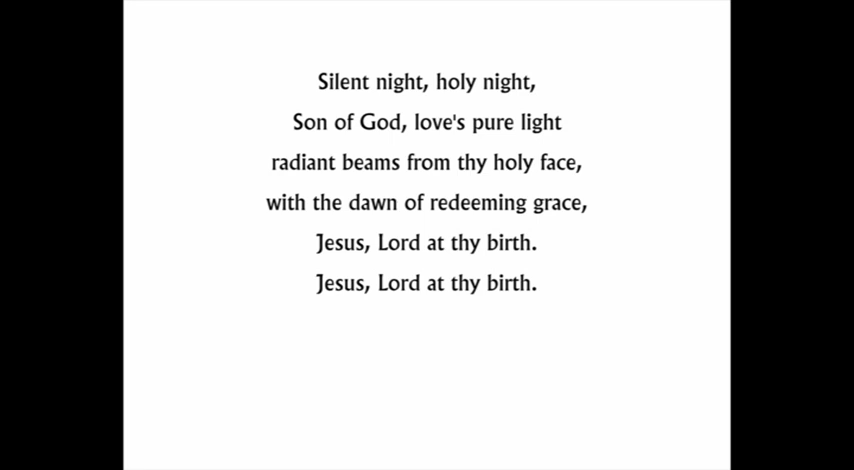 Silent night, holy night,
Son of God, love's pure light
radiant beams from thy holy face,
with the dawn of redeeming grace,
Jesus, Lord at thy birth.
Jesus, Lord at thy birth.